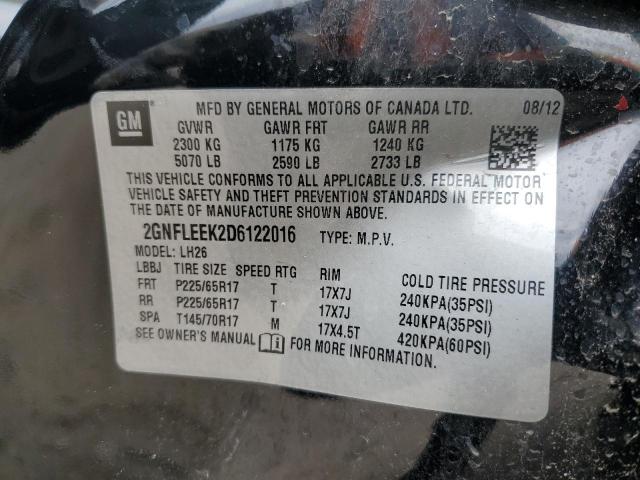 GM
MFD BY GENERAL MOTORS OF CANADA LTD. 08/12
GVWR GAWR FRT GAWR RR
2300 KG 1175 KG 1240 KG
5070 LB 2590 LB 2733 LB
THIS VEHICLE CONFORMS TO ALL APPLICABLE U.S. FEDERAL MOTOR
VEHICLE SAFETY AND THEFT PREVENTION STANDARDS IN EFFECT ON
THE DATE OF MANUFACTURE SHOWN ABOVE.
2GNFLEEK2D6122016 TYPE: M.P.V.
MODEL: LH26
LBBJ TIRE SIZE SPEED RTG RIM COLD TIRE PRESSURE
FRT P225/65R17 T 17X7J 240KPA(35PSI)
RR P225/65R17 T 17X7J 240KPA(35PSI)
SPA T145/70R17 M 17X4.5T 420KPA(60PSI)
SEE OWNER'S MANUAL FOR MORE INFORMATION.